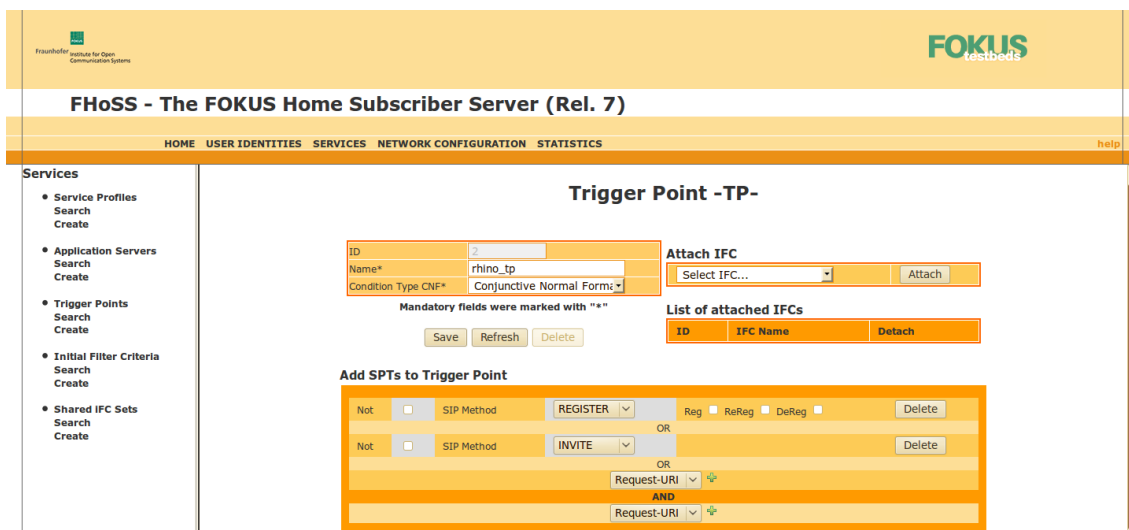 Fraunhofer Institute for Open
Communication Systems
FOKUS
FOKUS
testbeds
FHoSS - The FOKUS Home Subscriber Server (Rel. 7)
HOME USER IDENTITIES SERVICES NETWORK CONFIGURATION STATISTICS help
Services
Service Profiles
Search
Create
Application Servers
Search
Create
Trigger Points
Search
Create
Initial Filter Criteria
Search
Create
Shared iFC Sets
Search
Create
Trigger Point -TP-
ID 2
Name* rhino_tp
Condition Type CNF* Conjunctive Normal Forma
Mandatory fields were marked with "*"
Save Refresh Delete
Attach IFC
Select IFC... Attach
List of attached IFCs
ID IFC Name Detach
Add SPTs to Trigger Point
Not SIP Method REGISTER Reg ReReg DeReg Delete
OR
Not SIP Method INVITE Delete
OR
Request-URI
AND
Request-URI